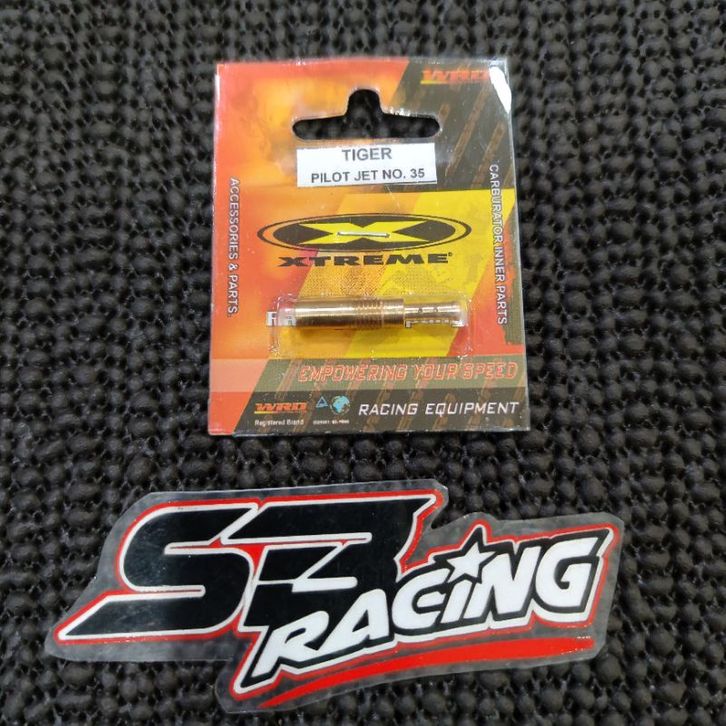 WRD
TIGER
PILOT JET NO. 35
ACCESSORIES & PARTS.
CARBURATOR INNER PARTS
XTREME
EMPOWERING YOUR SPEED
WRD
Registered Brand
RACING EQUIPMENT
S3
RACING